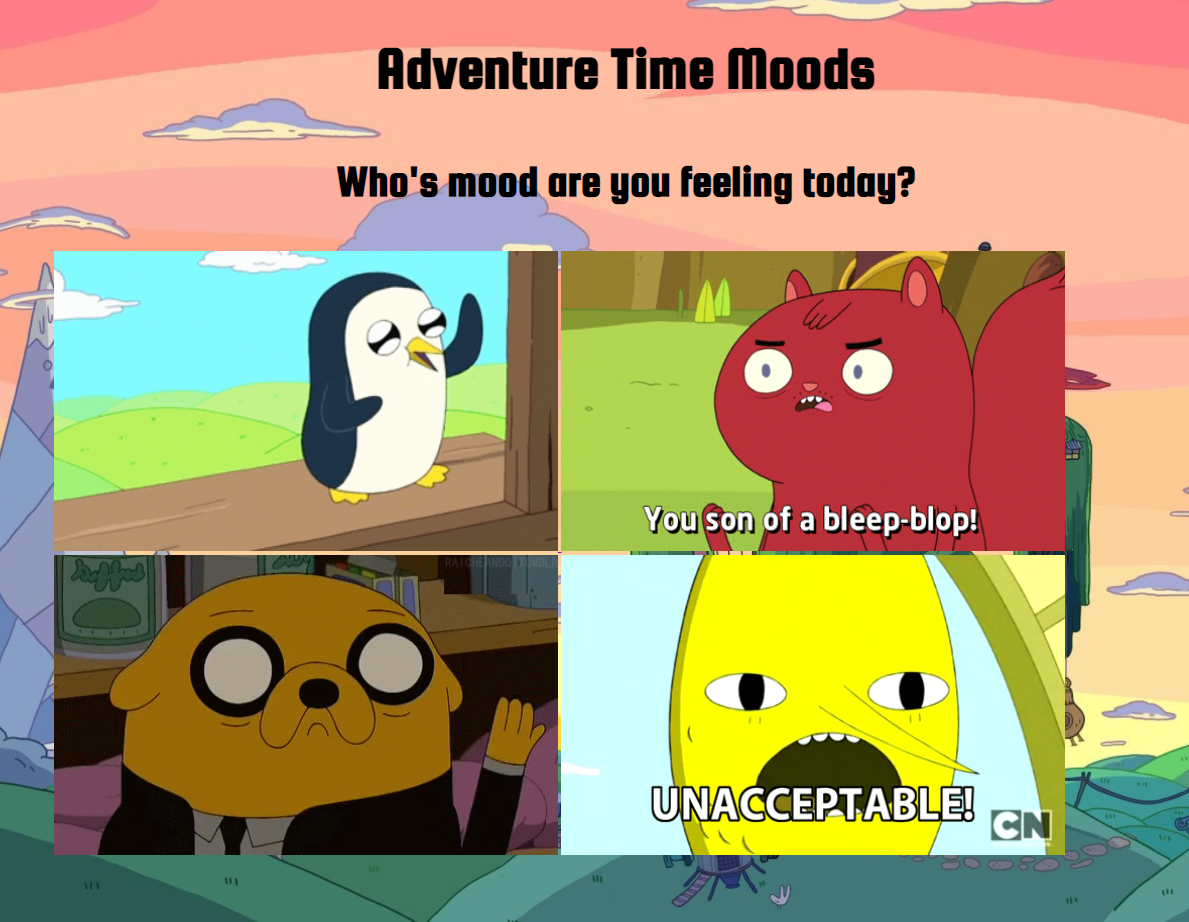 Adventure Time Moods
Who's mood are you feeling today?
You son of a bleep-blop!
UNACCEPTABLE!
CN